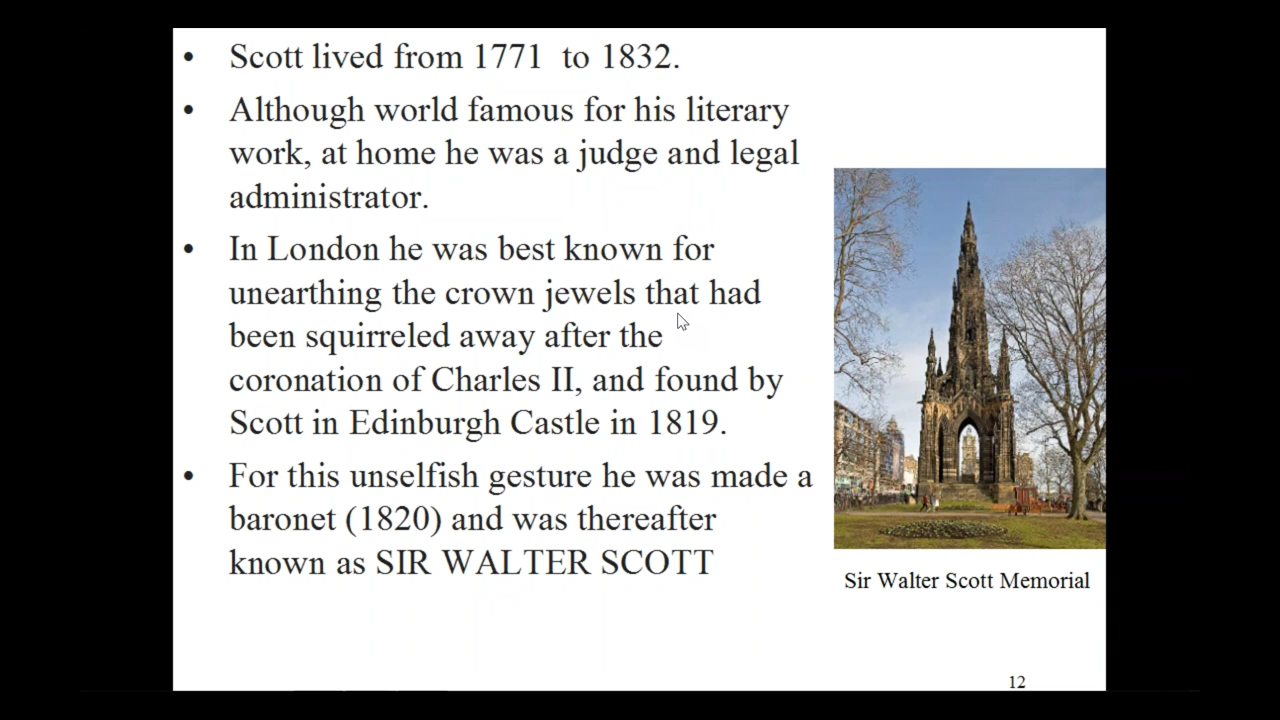 • Scott lived from 1771 to 1832.
• Although world famous for his literary
work, at home he was a judge and legal
administrator.
• In London he was best known for
unearthing the crown jewels that had
been squirreled away after the
coronation of Charles II, and found by
Scott in Edinburgh Castle in 1819.
• For this unselfish gesture he was made a
baronet (1820) and was thereafter
known as SIR WALTER SCOTT
Sir Walter Scott Memorial
12